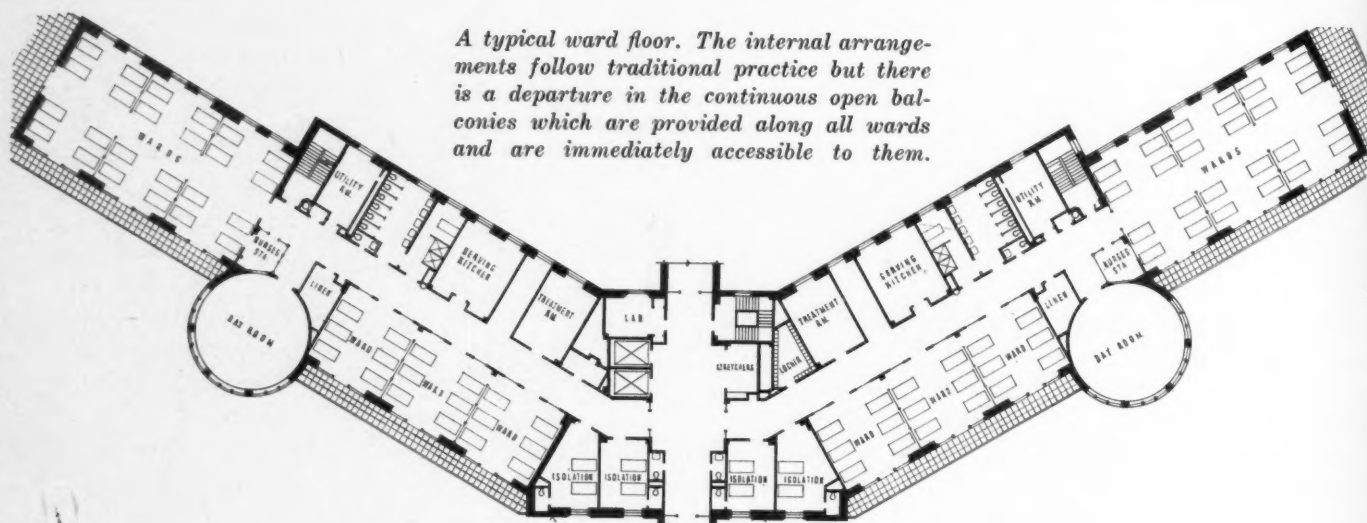 A typical ward floor. The internal arrange-
ments follow traditional practice but there
is a departure in the continuous open bal-
conies which are provided along all wards
and are immediately accessible to them.
WARDS
WARDS
UTILITY
RM.
UTILITY
RM.
NURSES
STA.
SERVING
KITCHEN
SERVING
KITCHEN
NURSES
STA.
LINEN
TREATMENT
RM.
LAB.
TREATMENT
RM.
LINEN
DAY ROOM
WARD
WARD
WARD
STRETCHERS
LOCKER
WARD
WARD
WARD
DAY ROOM
ISOLATION
ISOLATION
ISOLATION
ISOLATION